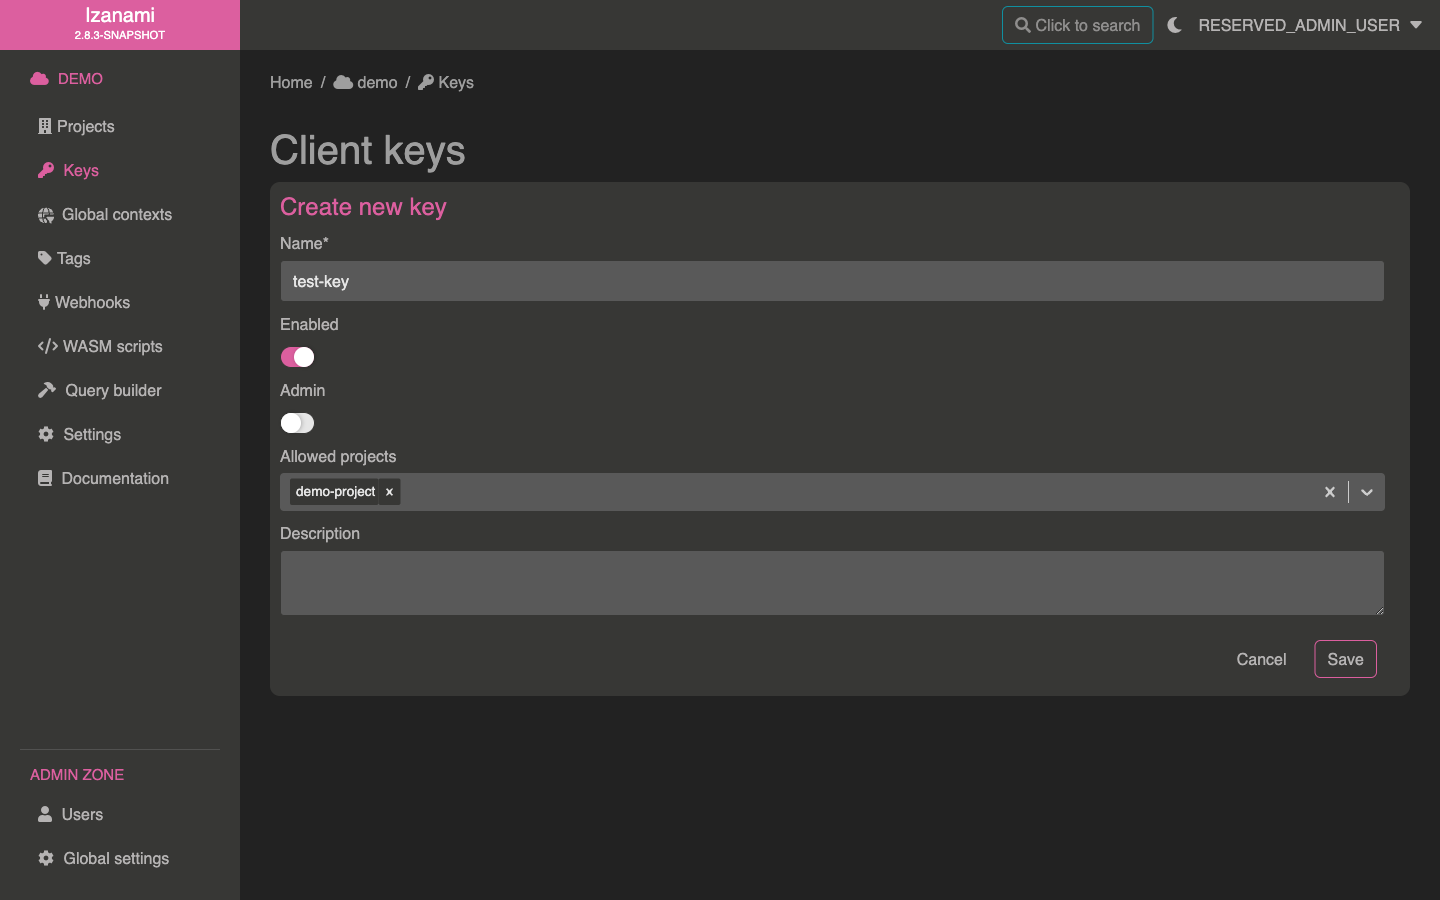 Izanami
2.8.3-SNAPSHOT
Click to search
RESERVED_ADMIN_USER
DEMO
Projects
Keys
Global contexts
Tags
Webhooks
WASM scripts
Query builder
Settings
Documentation
ADMIN ZONE
Users
Global settings
Home / demo / Keys
Client keys
Create new key
Name*
test-key
Enabled
Admin
Allowed projects
demo-project x
Description
Cancel
Save